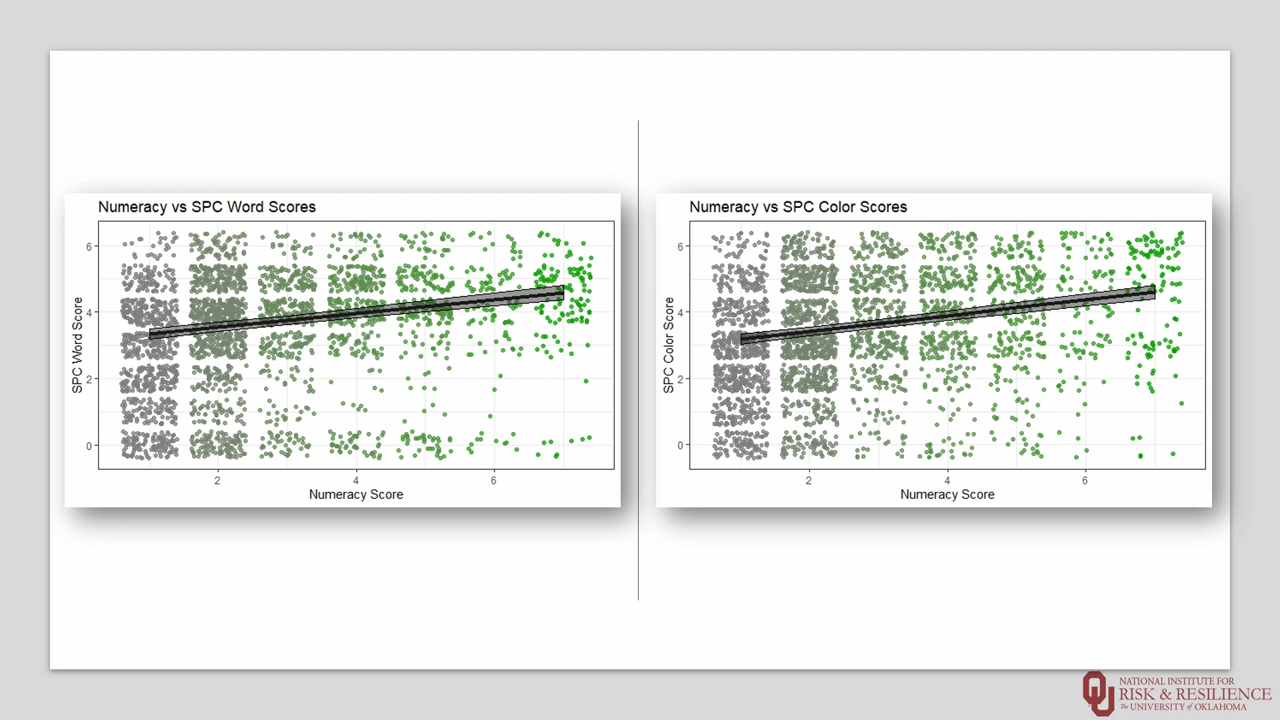 Numeracy vs SPC Word Scores
SPC Word Score
6
4
2
0
2
4
6
Numeracy Score
Numeracy vs SPC Color Scores
SPC Color Score
6
4
2
0
2
4
6
Numeracy Score
OU
NATIONAL INSTITUTE FOR
RISK & RESILIENCE
The UNIVERSITY of OKLAHOMA